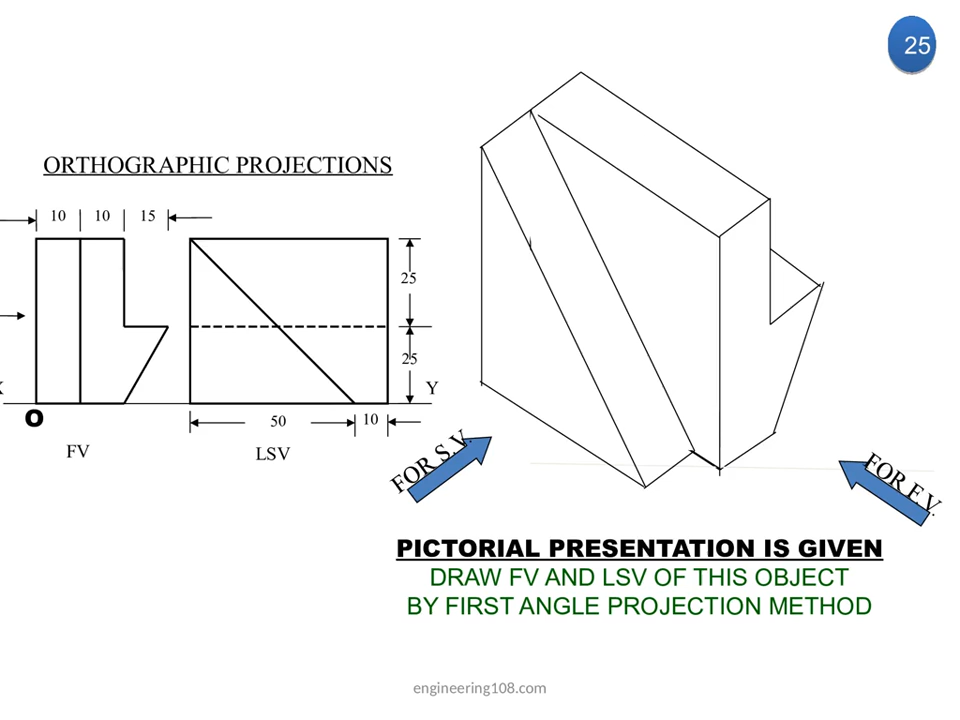 25
ORTHOGRAPHIC PROJECTIONS
10 10 15
25
25
X Y
O
50 10
FV LSV
FOR S.V.
FOR F.V.
PICTORIAL PRESENTATION IS GIVEN
DRAW FV AND LSV OF THIS OBJECT
BY FIRST ANGLE PROJECTION METHOD
engineering108.com